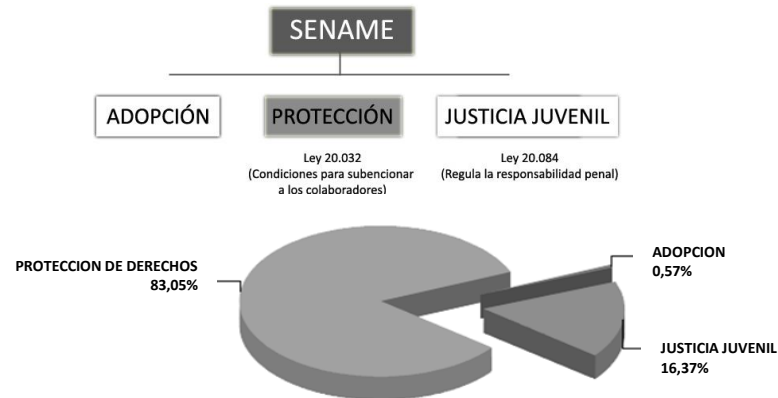 SENAME
ADOPCIÓN
PROTECCIÓN
JUSTICIA JUVENIL
Ley 20.032
(Condiciones para subencionar
a los colaboradores)
Ley 20.084
(Regula la responsabilidad penal)
PROTECCION DE DERECHOS
83,05%
ADOPCION
0,57%
JUSTICIA JUVENIL
16,37%